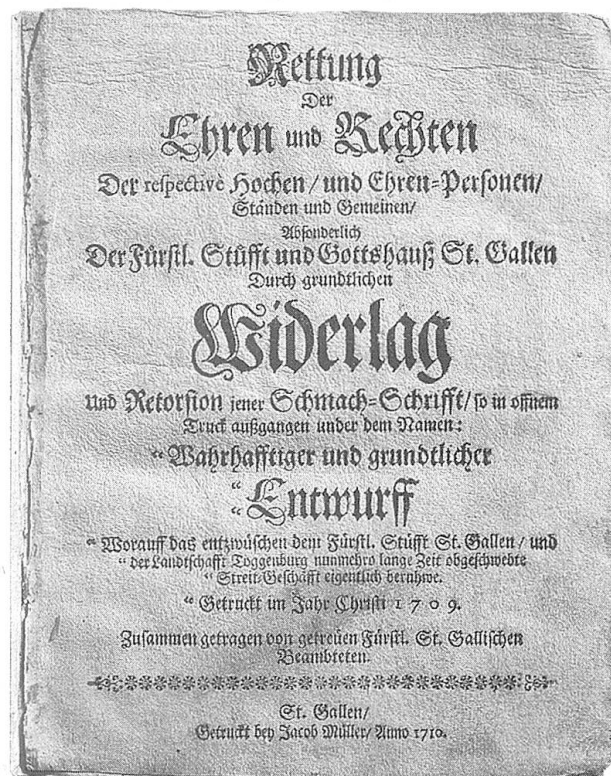 Rettung
Der
Ehren und Rechten
Der respectivè Hochen / und Ehren-Personen /
Ständen und Gemeinen /
Absonderlich
Der Fürstl. Stüfft und Gottshauß St. Gallen
Durch grundtlichen
Widerlag
Und Retorsion jener Schmach-Schrifft / so in offnem
Truck außgangen under dem Namen:
“ Wahrhafftiger und grundtlicher
“ Entwurff
“
“ Worauff das entzwüschen dem Fürstl. Stüfft St. Gallen / und
“ der Landtschafft Toggenburg nunmehro lange Zeit obgeschwebte
“ Streit-Geschäfft eigentlich beruhwe.
“ Getruckt im Jahr Christi 1709.
Zusammen getragen von getreüen Fürstl. St. Gallischen
Beambteten.
St. Gallen /
Getruckt bey Jacob Müller / Anno 1710.